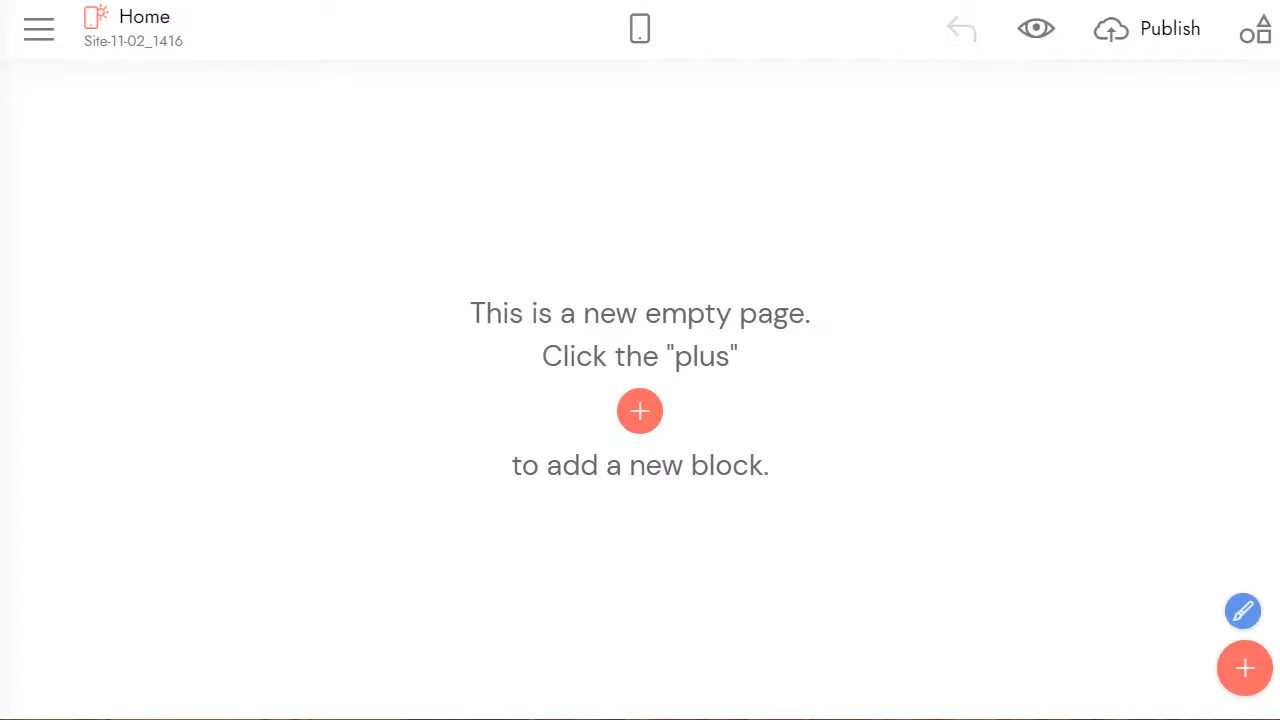 Home
Site-11-02_1416
Publish
This is a new empty page.
Click the "plus"
to add a new block.